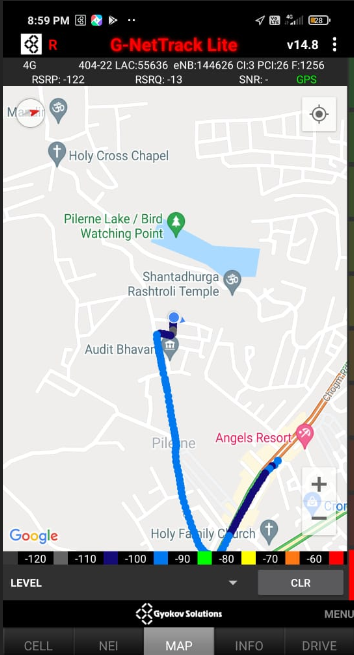 8:59 PM
4G
28
R G-NetTrack Lite v14.8
4G 404-22 LAC:55636 eNB:144626 CI:3 PCI:26 F:1256
RSRP: -122 RSRQ: -13 SNR: - GPS
Holy Cross Chapel
Pilerne Lake / Bird
Watching Point
Shantadhurga
Rashtroli Temple
Audit Bhavan
Pilerne
Angels Resort
Holy Family Church
+
−
Google
-120 -110 -100 -90 -80 -70 -60
LEVEL CLR
Gyokov Solutions
MENU
CELL NEI MAP INFO DRIVE